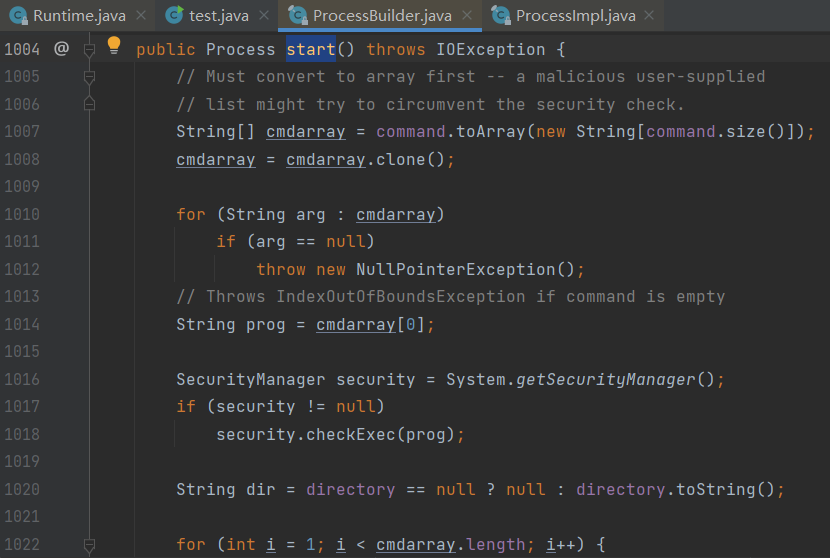 Runtime.java × test.java × ProcessBuilder.java × ProcessImpl.java ×
1004 @ public Process start() throws IOException {
1005 // Must convert to array first -- a malicious user-supplied
1006 // list might try to circumvent the security check.
1007 String[] cmdarray = command.toArray(new String[command.size()]);
1008 cmdarray = cmdarray.clone();
1009
1010 for (String arg : cmdarray)
1011 if (arg == null)
1012 throw new NullPointerException();
1013 // Throws IndexOutOfBoundsException if command is empty
1014 String prog = cmdarray[0];
1015
1016 SecurityManager security = System.getSecurityManager();
1017 if (security != null)
1018 security.checkExec(prog);
1019
1020 String dir = directory == null ? null : directory.toString();
1021
1022 for (int i = 1; i < cmdarray.length; i++) {